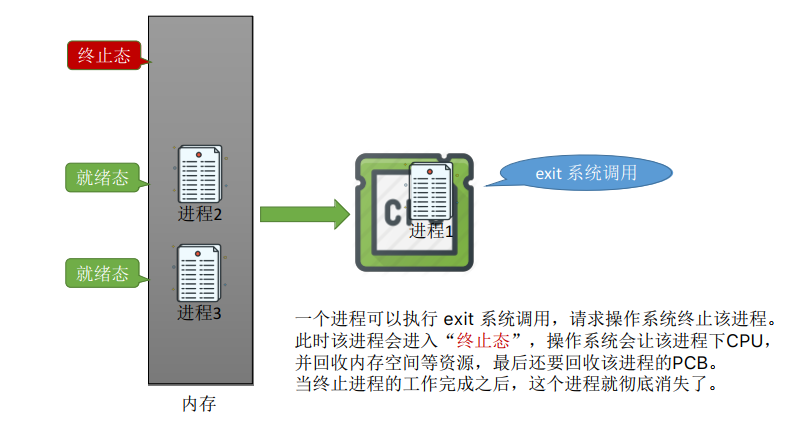 终止态
就绪态
进程2
就绪态
进程3
内存
进程1
exit 系统调用
一个进程可以执行 exit 系统调用，请求操作系统终止该进程。
此时该进程会进入“终止态”，操作系统会让该进程下CPU，
并回收内存空间等资源，最后还要回收该进程的PCB。
当终止进程的工作完成之后，这个进程就彻底消失了。